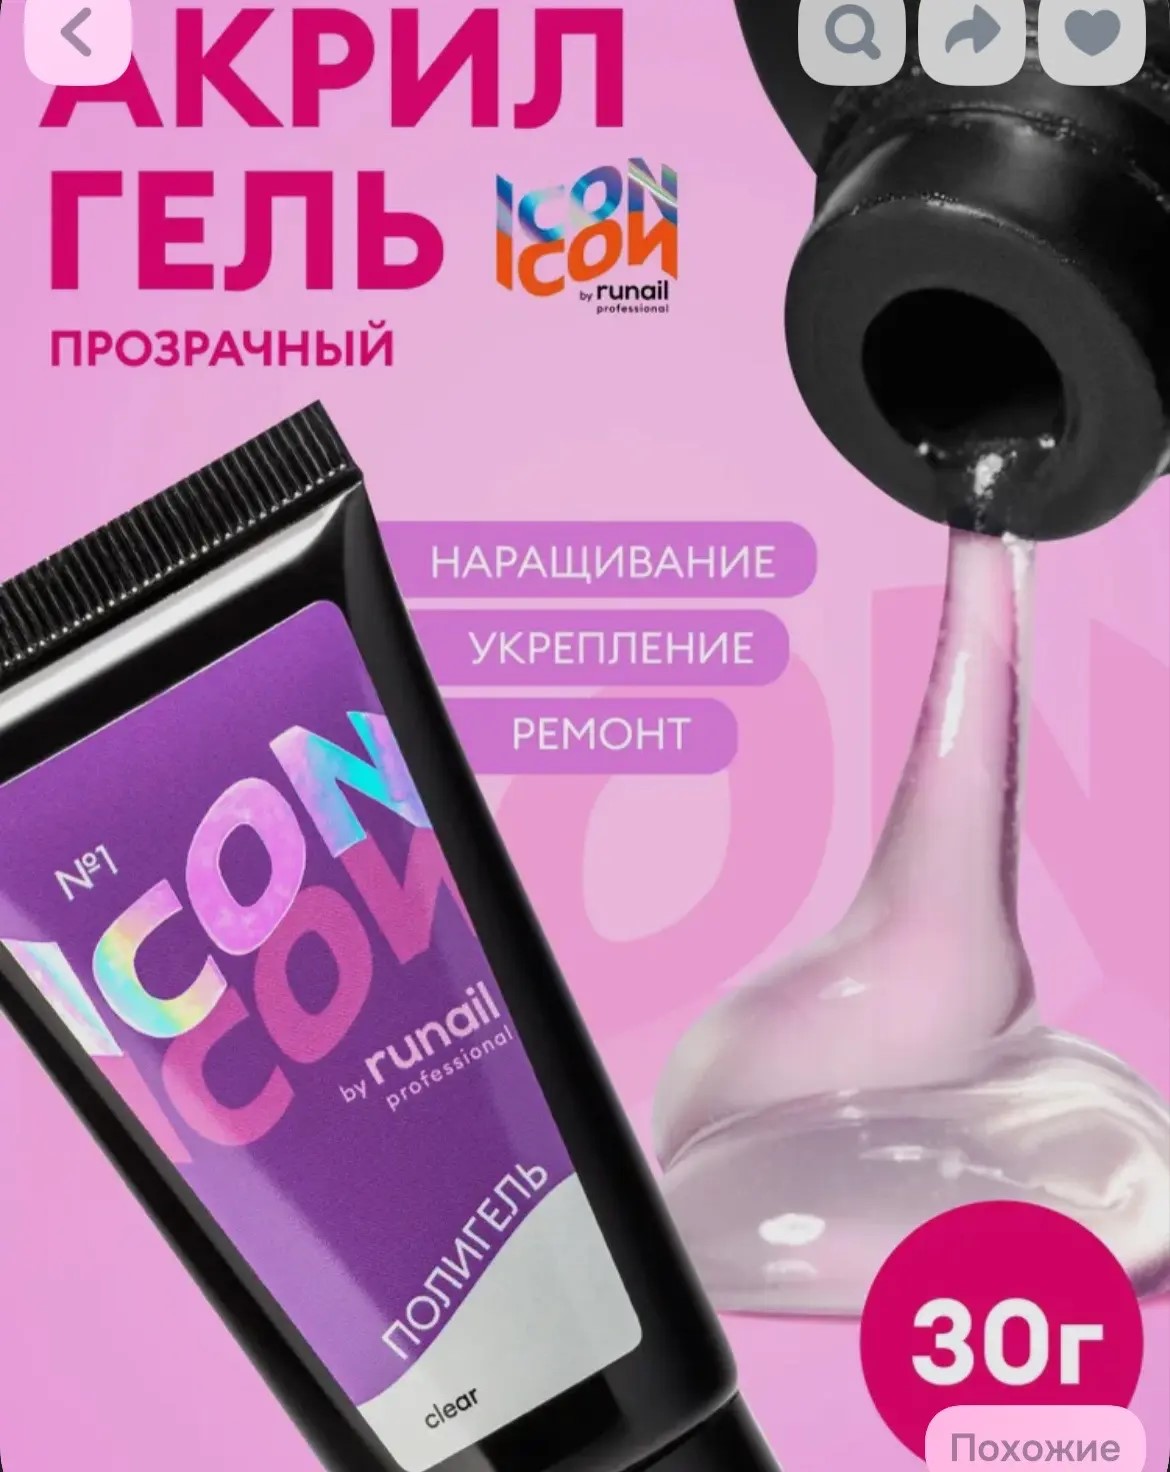 АКРИЛ
ГЕЛЬ
ICON
ICON
by runail
professional
ПРОЗРАЧНЫЙ
НАРАЩИВАНИЕ
УКРЕПЛЕНИЕ
РЕМОНТ
№1
ICON
ICON
by runail
professional
ПОЛИГЕЛЬ
clear
30г
Похожие